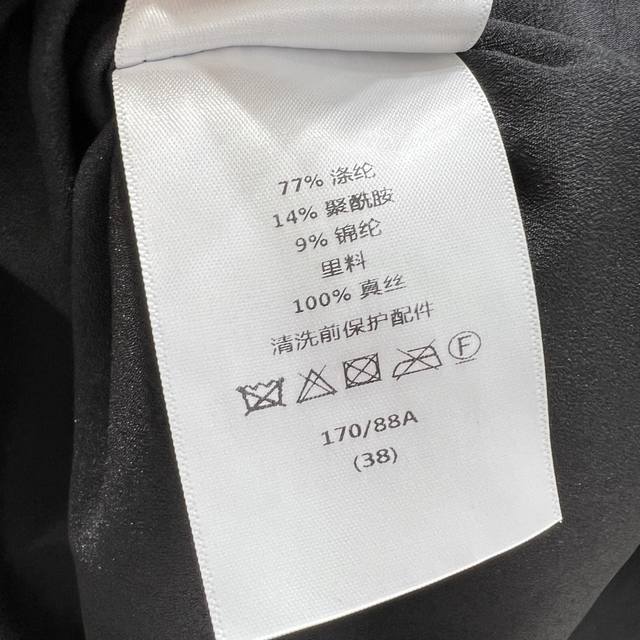 77% 涤纶
14% 聚酰胺
9% 锦纶
里料
100% 真丝
清洗前保护配件
F
170/88A
(38)